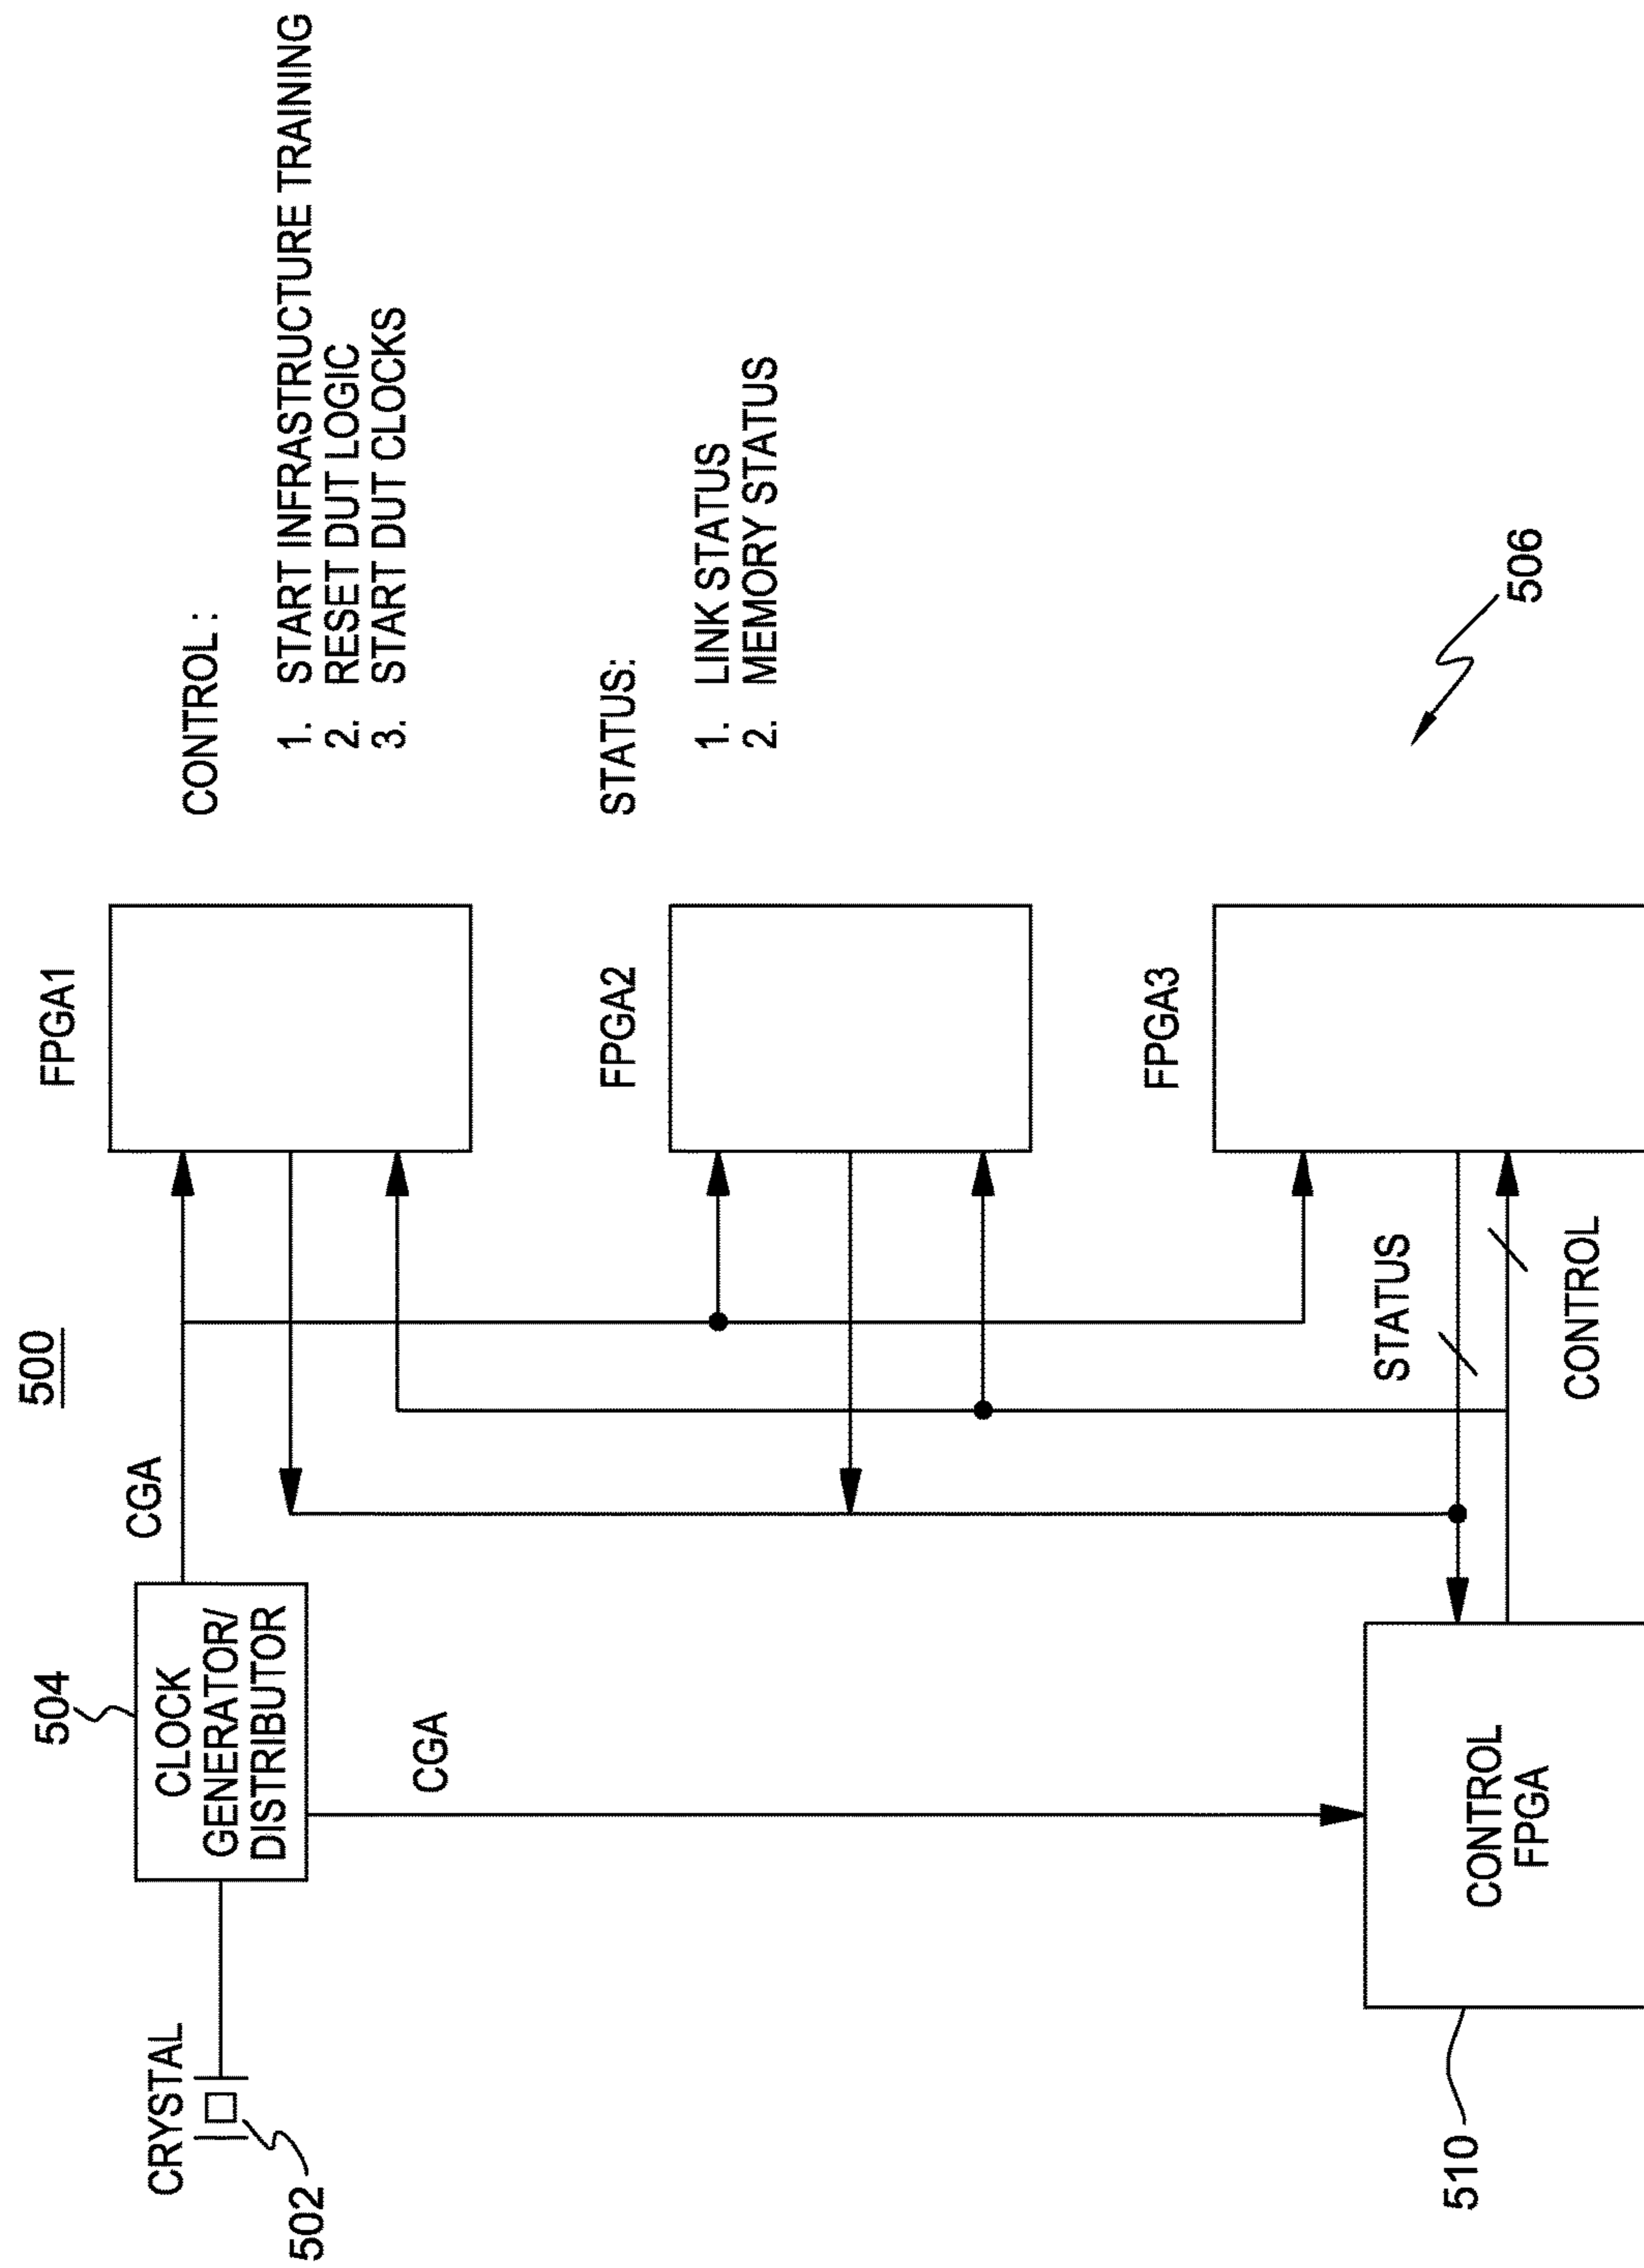 500
CRYSTAL
502
504
CLOCK
GENERATOR/
DISTRIBUTOR
CGA
CGA
FPGA1
FPGA2
FPGA3
STATUS
CONTROL
CONTROL
FPGA
510
CONTROL :
1. START INFRASTRUCTURE TRAINING
2. RESET DUT LOGIC
3. START DUT CLOCKS
STATUS:
1. LINK STATUS
2. MEMORY STATUS
506